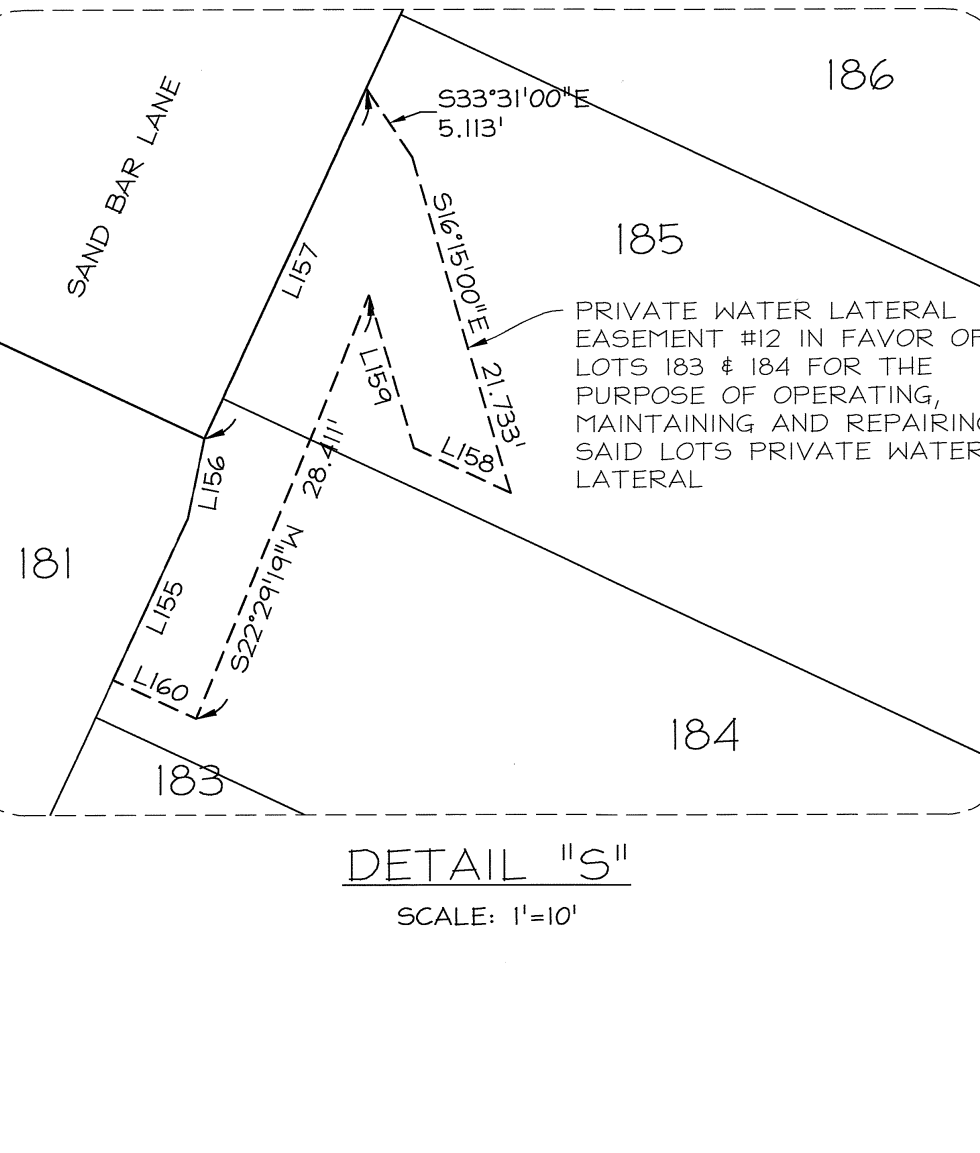 186
S33°31'00"E
5.113'
SAND BAR LANE
S16°15'00"E 21.733'
185
L157
PRIVATE WATER LATERAL
EASEMENT #12 IN FAVOR OF
LOTS 183 & 184 FOR THE
PURPOSE OF OPERATING,
MAINTAINING AND REPAIRING
SAID LOTS PRIVATE WATER
LATERAL
L159
L158
S22°29'19"W 28.411'
L156
181
L155
L160
184
183
DETAIL "S"
SCALE: 1'=10'